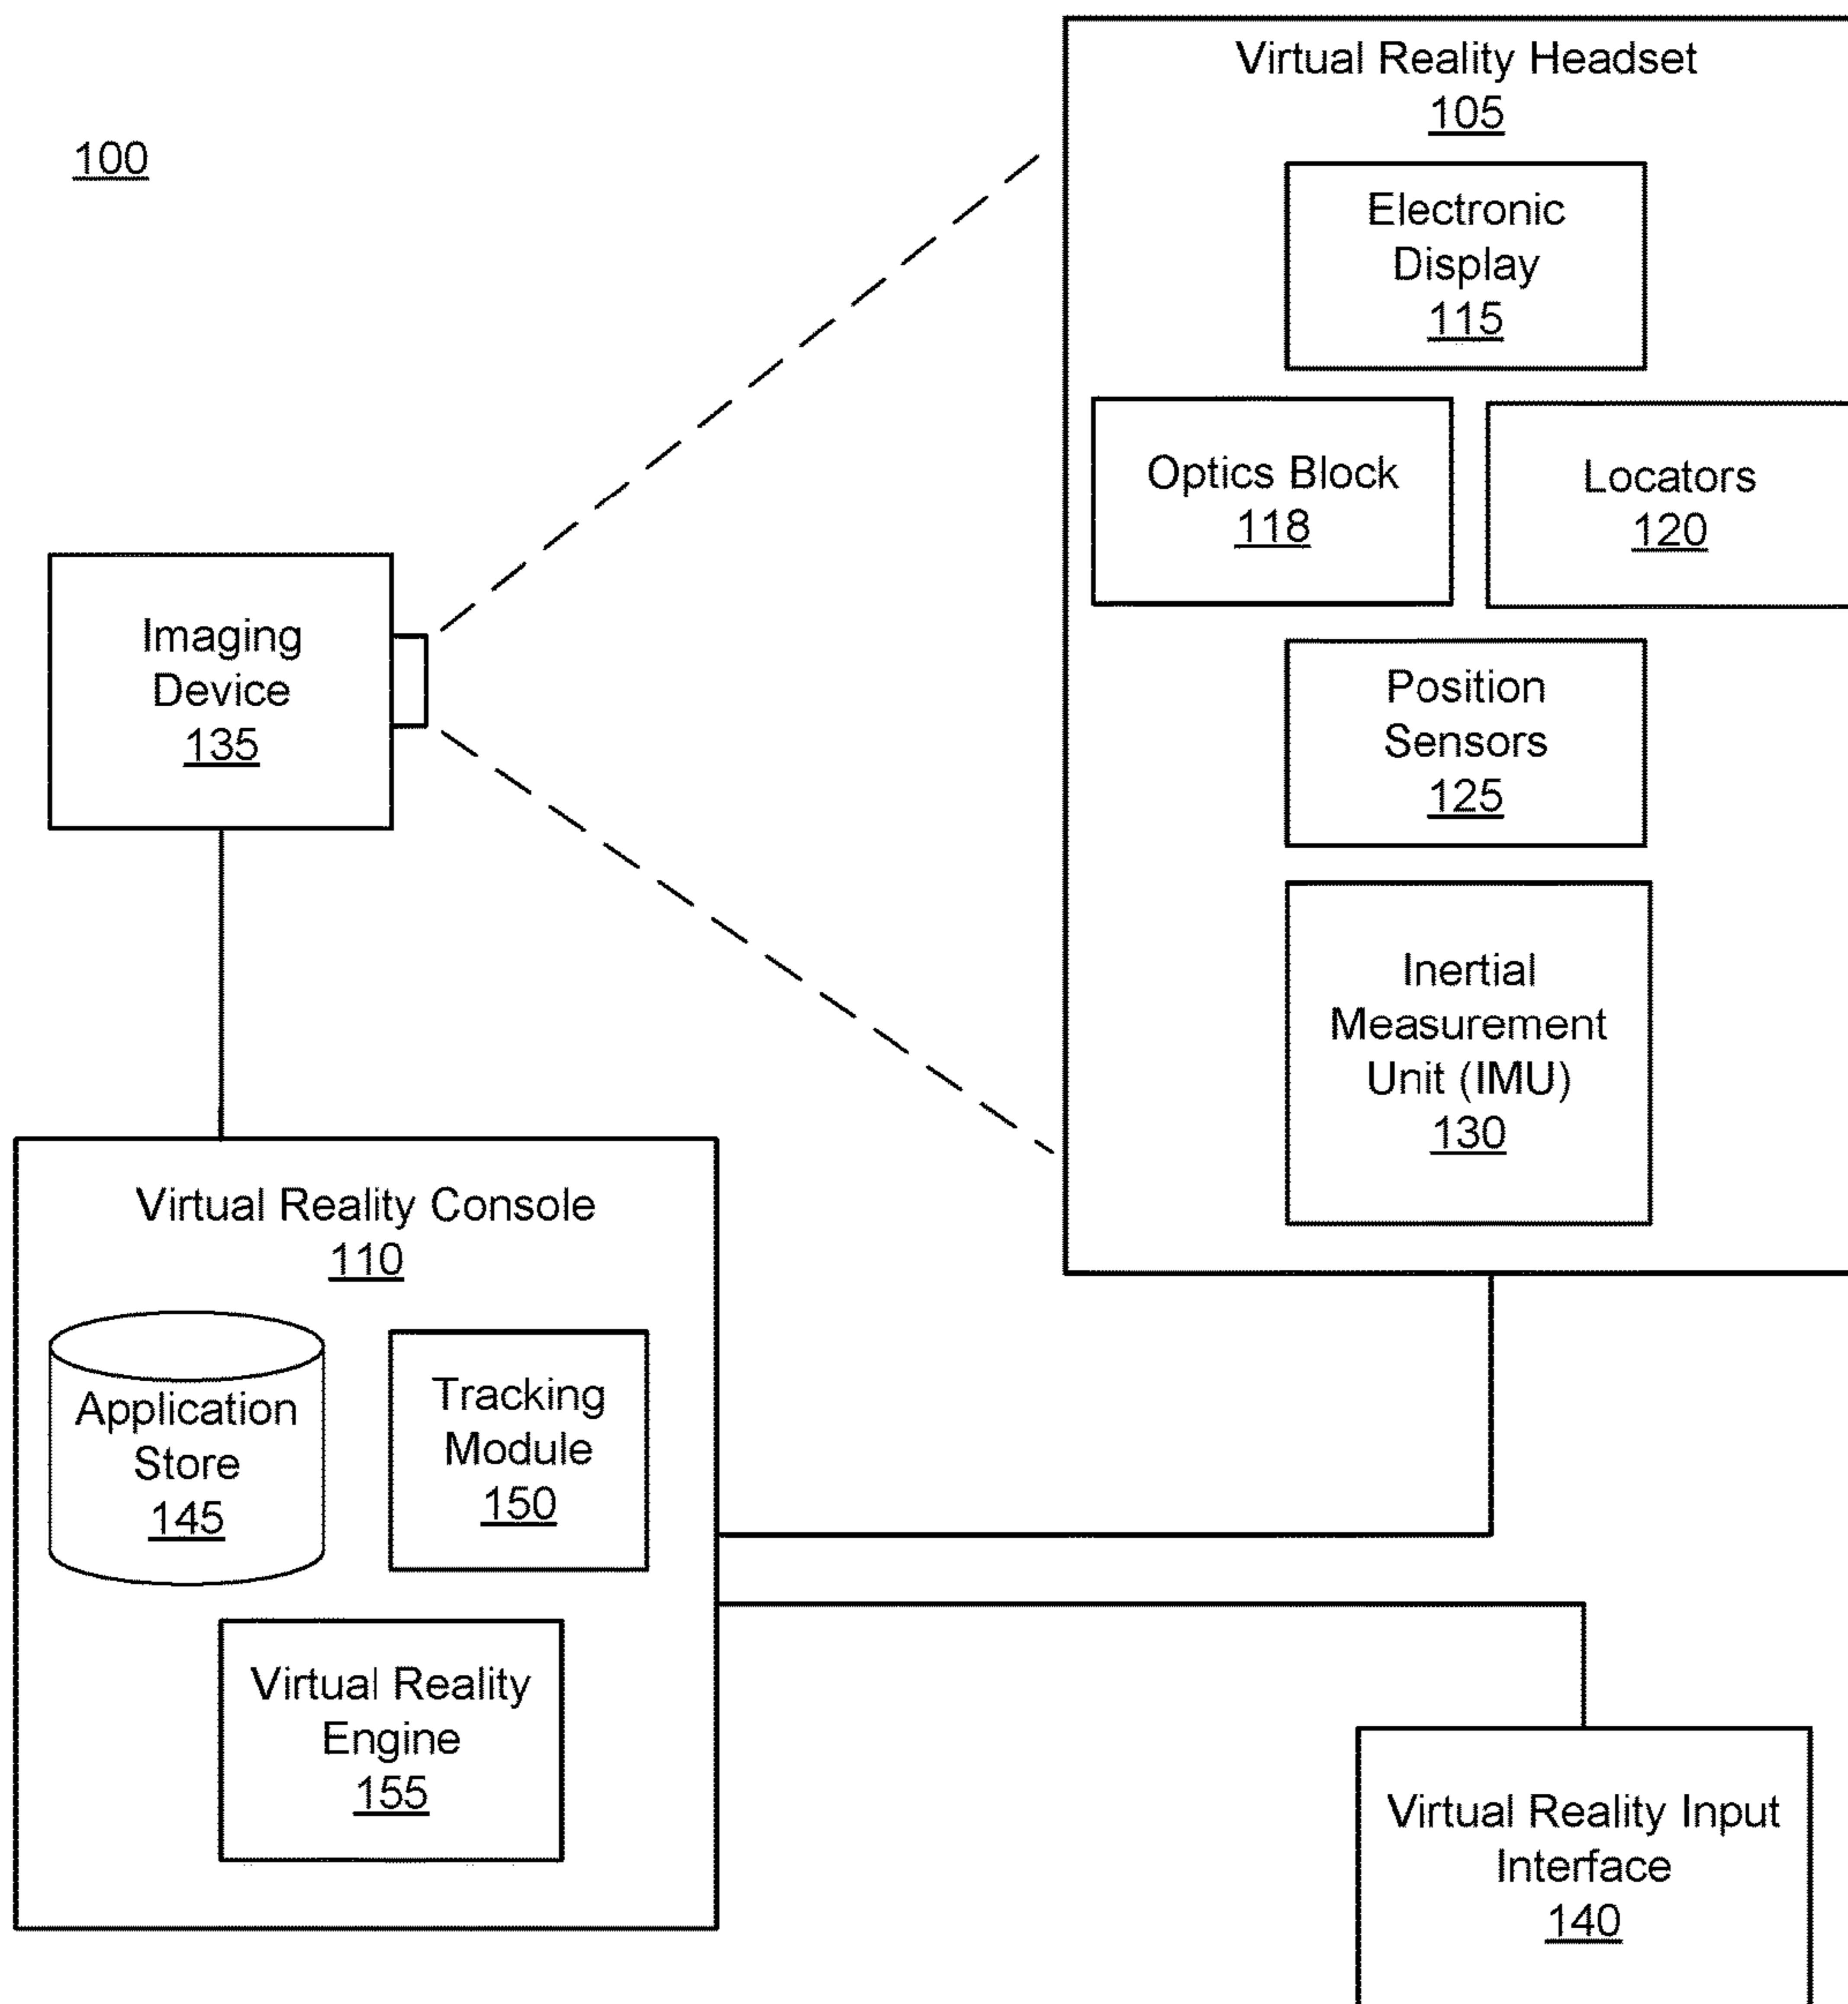 100
Virtual Reality Headset
105
Electronic
Display
115
Optics Block
118
Locators
120
Position
Sensors
125
Inertial
Measurement
Unit (IMU)
130
Imaging
Device
135
Virtual Reality Console
110
Application
Store
145
Tracking
Module
150
Virtual Reality
Engine
155
Virtual Reality Input
Interface
140